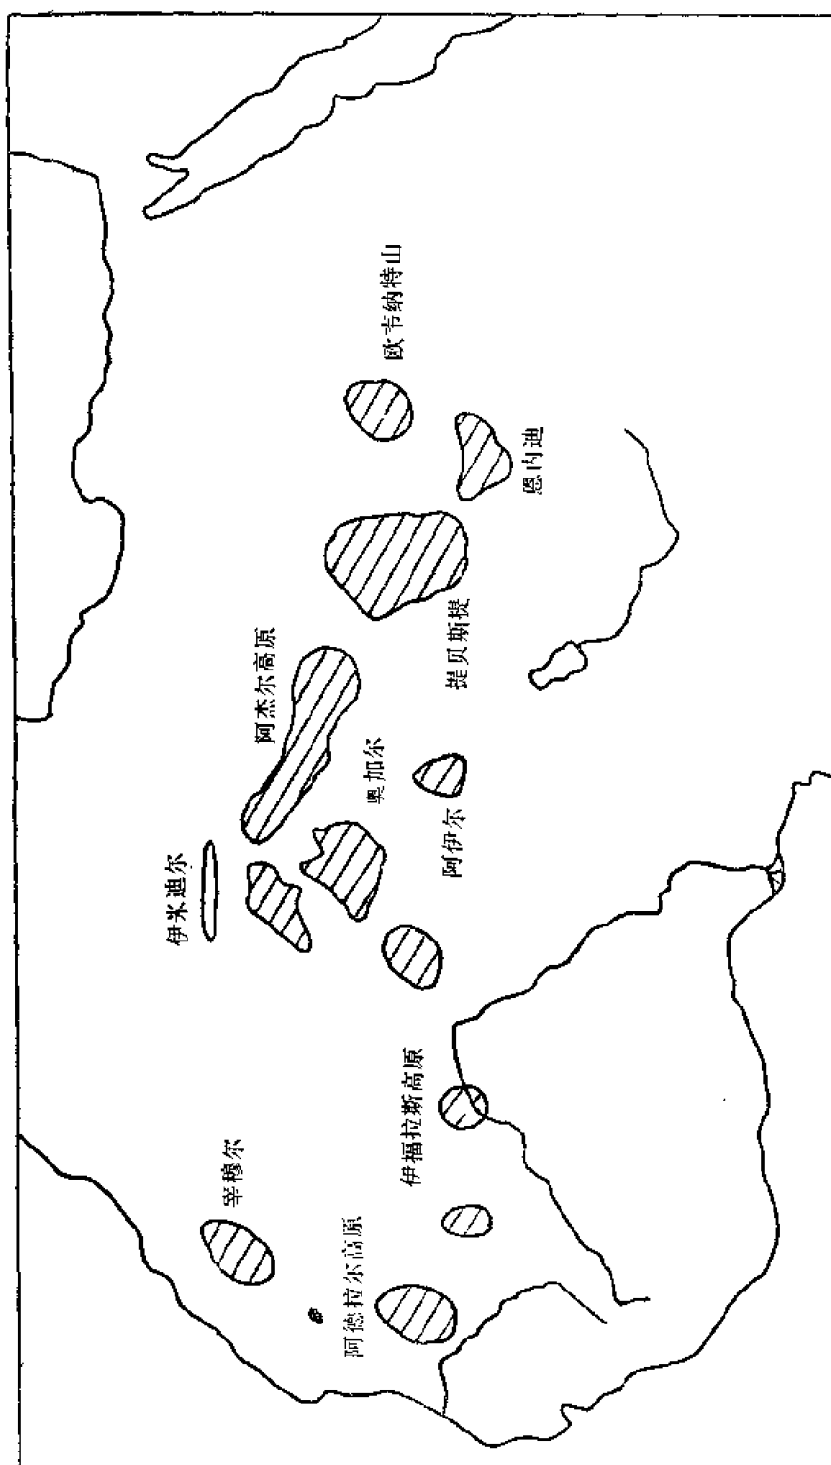 欧韦纳特山
恩内迪
提贝斯提
阿杰尔高原
奥加尔
阿伊尔
伊米迪尔
伊福拉斯高原
宰穆尔
阿德拉尔高原